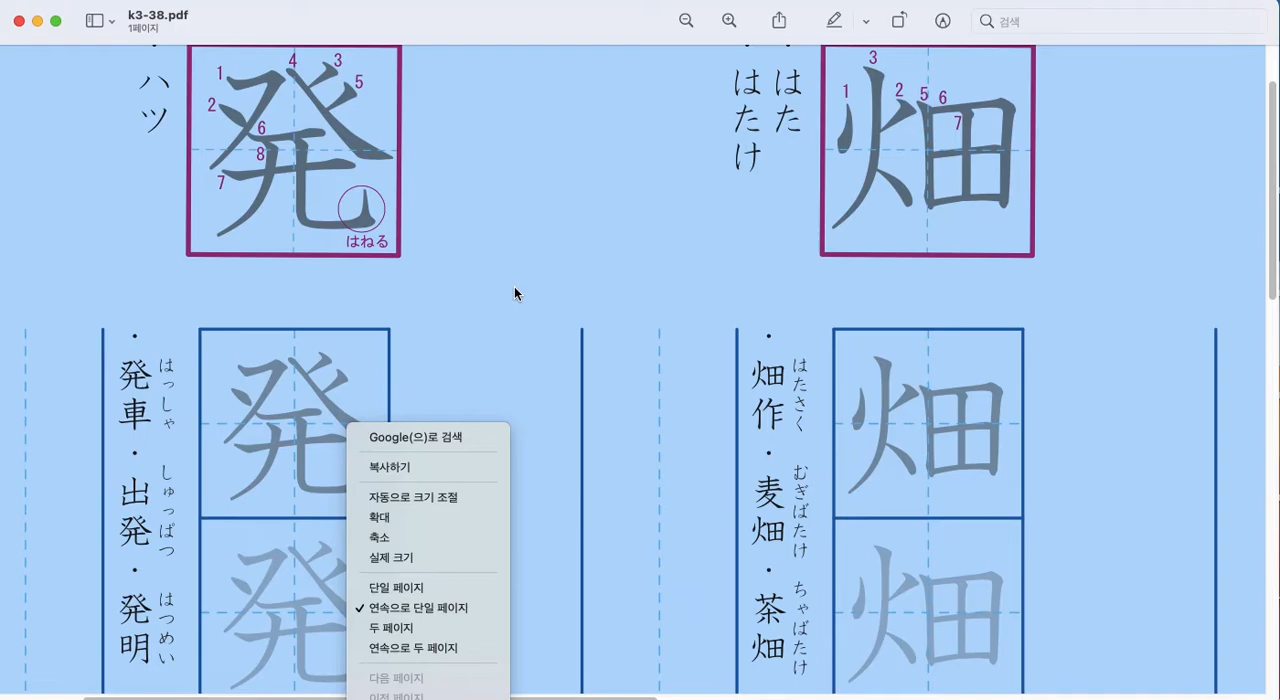 k3-38.pdf
1페이지
검색
はた
はたけ
3
1
2
5
6
7
畑
ハツ
1
2
4
3
5
6
8
7
発
はねる
畑
畑
はたさく
むぎばたけ
ちゃばたけ
・畑作・麦畑・茶畑
発
発
はっしゃ
しゅっぱつ
はつめい
・発車・出発・発明
Google(으)로 검색
복사하기
자동으로 크기 조절
확대
축소
실제 크기
단일 페이지
✓ 연속으로 단일 페이지
두 페이지
연속으로 두 페이지
다음 페이지
이전 페이지